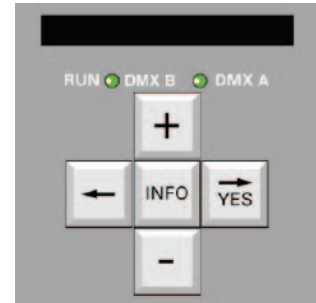 RUN DMX B DMX A
+
← INFO → YES
-